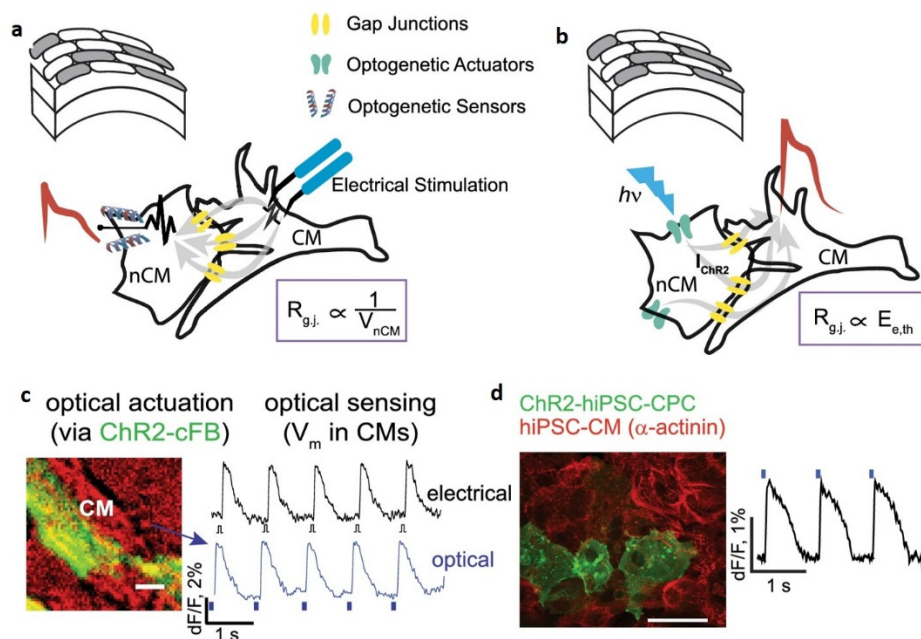 a
Gap Junctions
Optogenetic Actuators
Optogenetic Sensors
Electrical Stimulation
nCM
CM
R g.j. ∝ 1 / V nCM
b
hν
I ChR2
nCM
CM
R g.j. ∝ E e,th
c
optical actuation
(via ChR2-cFB)
optical sensing
(V m in CMs)
CM
electrical
optical
dF/F, 2%
1 s
d
ChR2-hiPSC-CPC
hiPSC-CM (α-actinin)
dF/F, 1%
1 s